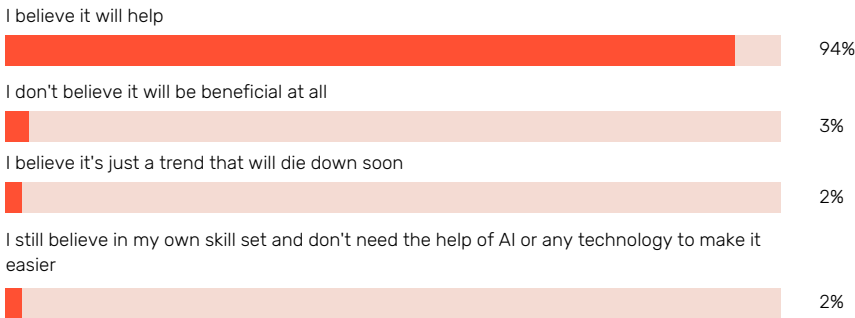 I believe it will help
94%
I don't believe it will be beneficial at all
3%
I believe it's just a trend that will die down soon
2%
I still believe in my own skill set and don't need the help of AI or any technology to make it
easier
2%